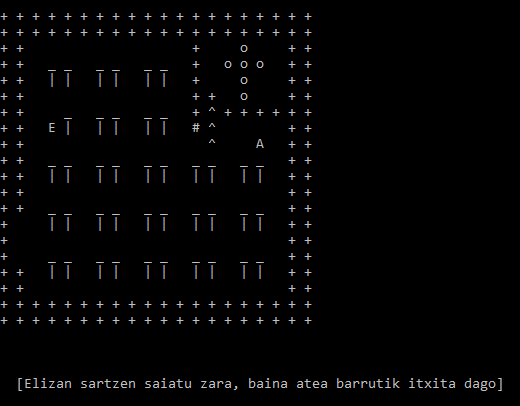 E
A
[Elizan sartzen saiatu zara, baina atea barrutik itxita dago]